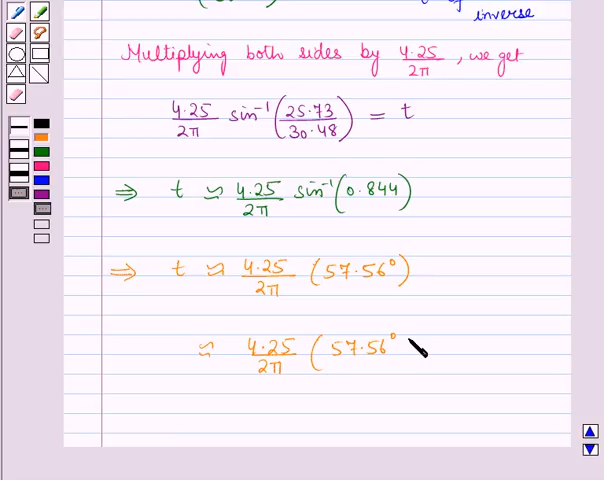 of
inverse
Multiplying both sides by 4.25/2π, we get
4.25/2π sin⁻¹(25.73/30.48) = t
⇒ t ≈ 4.25/2π sin⁻¹(0.844)
⇒ t ≈ 4.25/2π (57.56°)
≈ 4.25/2π (57.56°